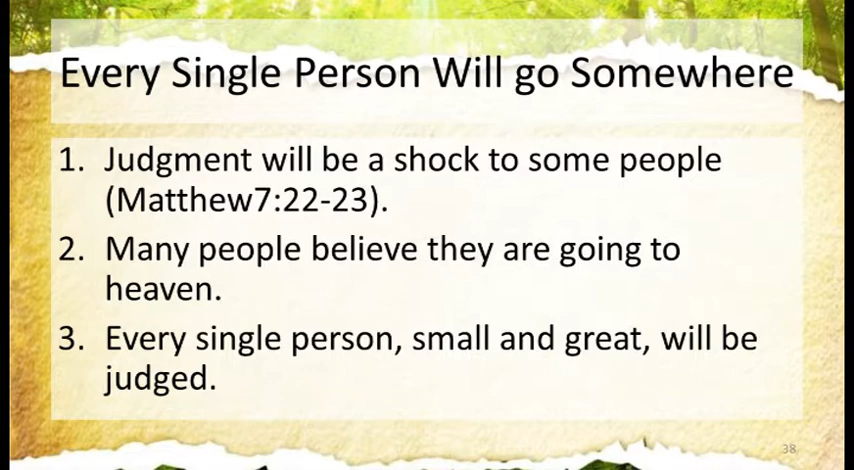 Every Single Person Will go Somewhere
1. Judgment will be a shock to some people
(Matthew7:22-23).
2. Many people believe they are going to
heaven.
3. Every single person, small and great, will be
judged.
38